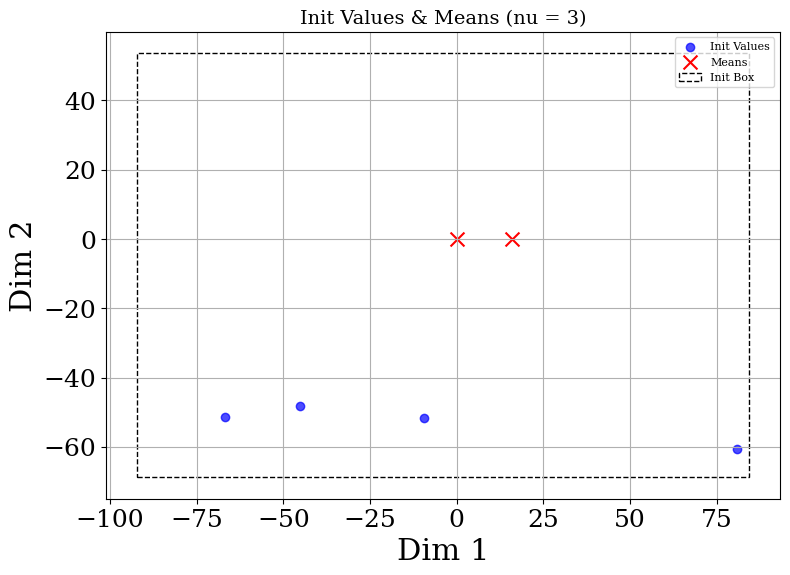 Init Values & Means (nu = 3)
Init Values
Means
Init Box
40
20
0
−20
−40
−60
Dim 2
−100
−75
−50
−25
0
25
50
75
Dim 1